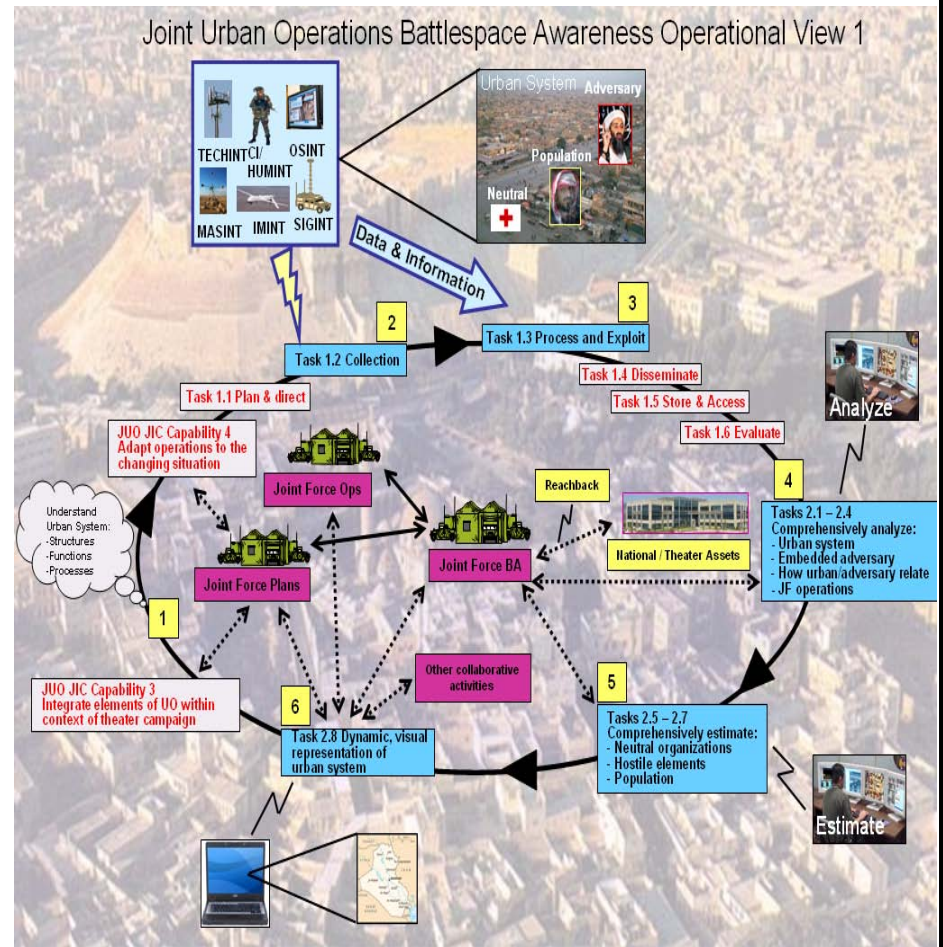 Joint Urban Operations Battlespace Awareness Operational View 1
TECHINT
CI/
HUMINT
OSINT
MASINT
IMINT
SIGINT
Urban System
Adversary
Population
Neutral
Data & Information
2
Task 1.2 Collection
3
Task 1.3 Process and Exploit
Task 1.1 Plan & direct
Task 1.4 Disseminate
Task 1.5 Store & Access
Task 1.6 Evaluate
Analyze
JUO JIC Capability 4
Adapt operations to the
changing situation
Joint Force Ops
Reachback
4
Tasks 2.1 – 2.4
Comprehensively analyze:
- Urban system
- Embedded adversary
- How urban/adversary relate
- JF operations
Understand
Urban System:
-Structures
-Functions
-Processes
National / Theater Assets
Joint Force Plans
Joint Force BA
1
JUO JIC Capability 3
Integrate elements of UO within
context of theater campaign
Other collaborative
activities
6
Task 2.8 Dynamic, visual
representation of
urban system
5
Tasks 2.5 – 2.7
Comprehensively estimate:
- Neutral organizations
- Hostile elements
- Population
Estimate